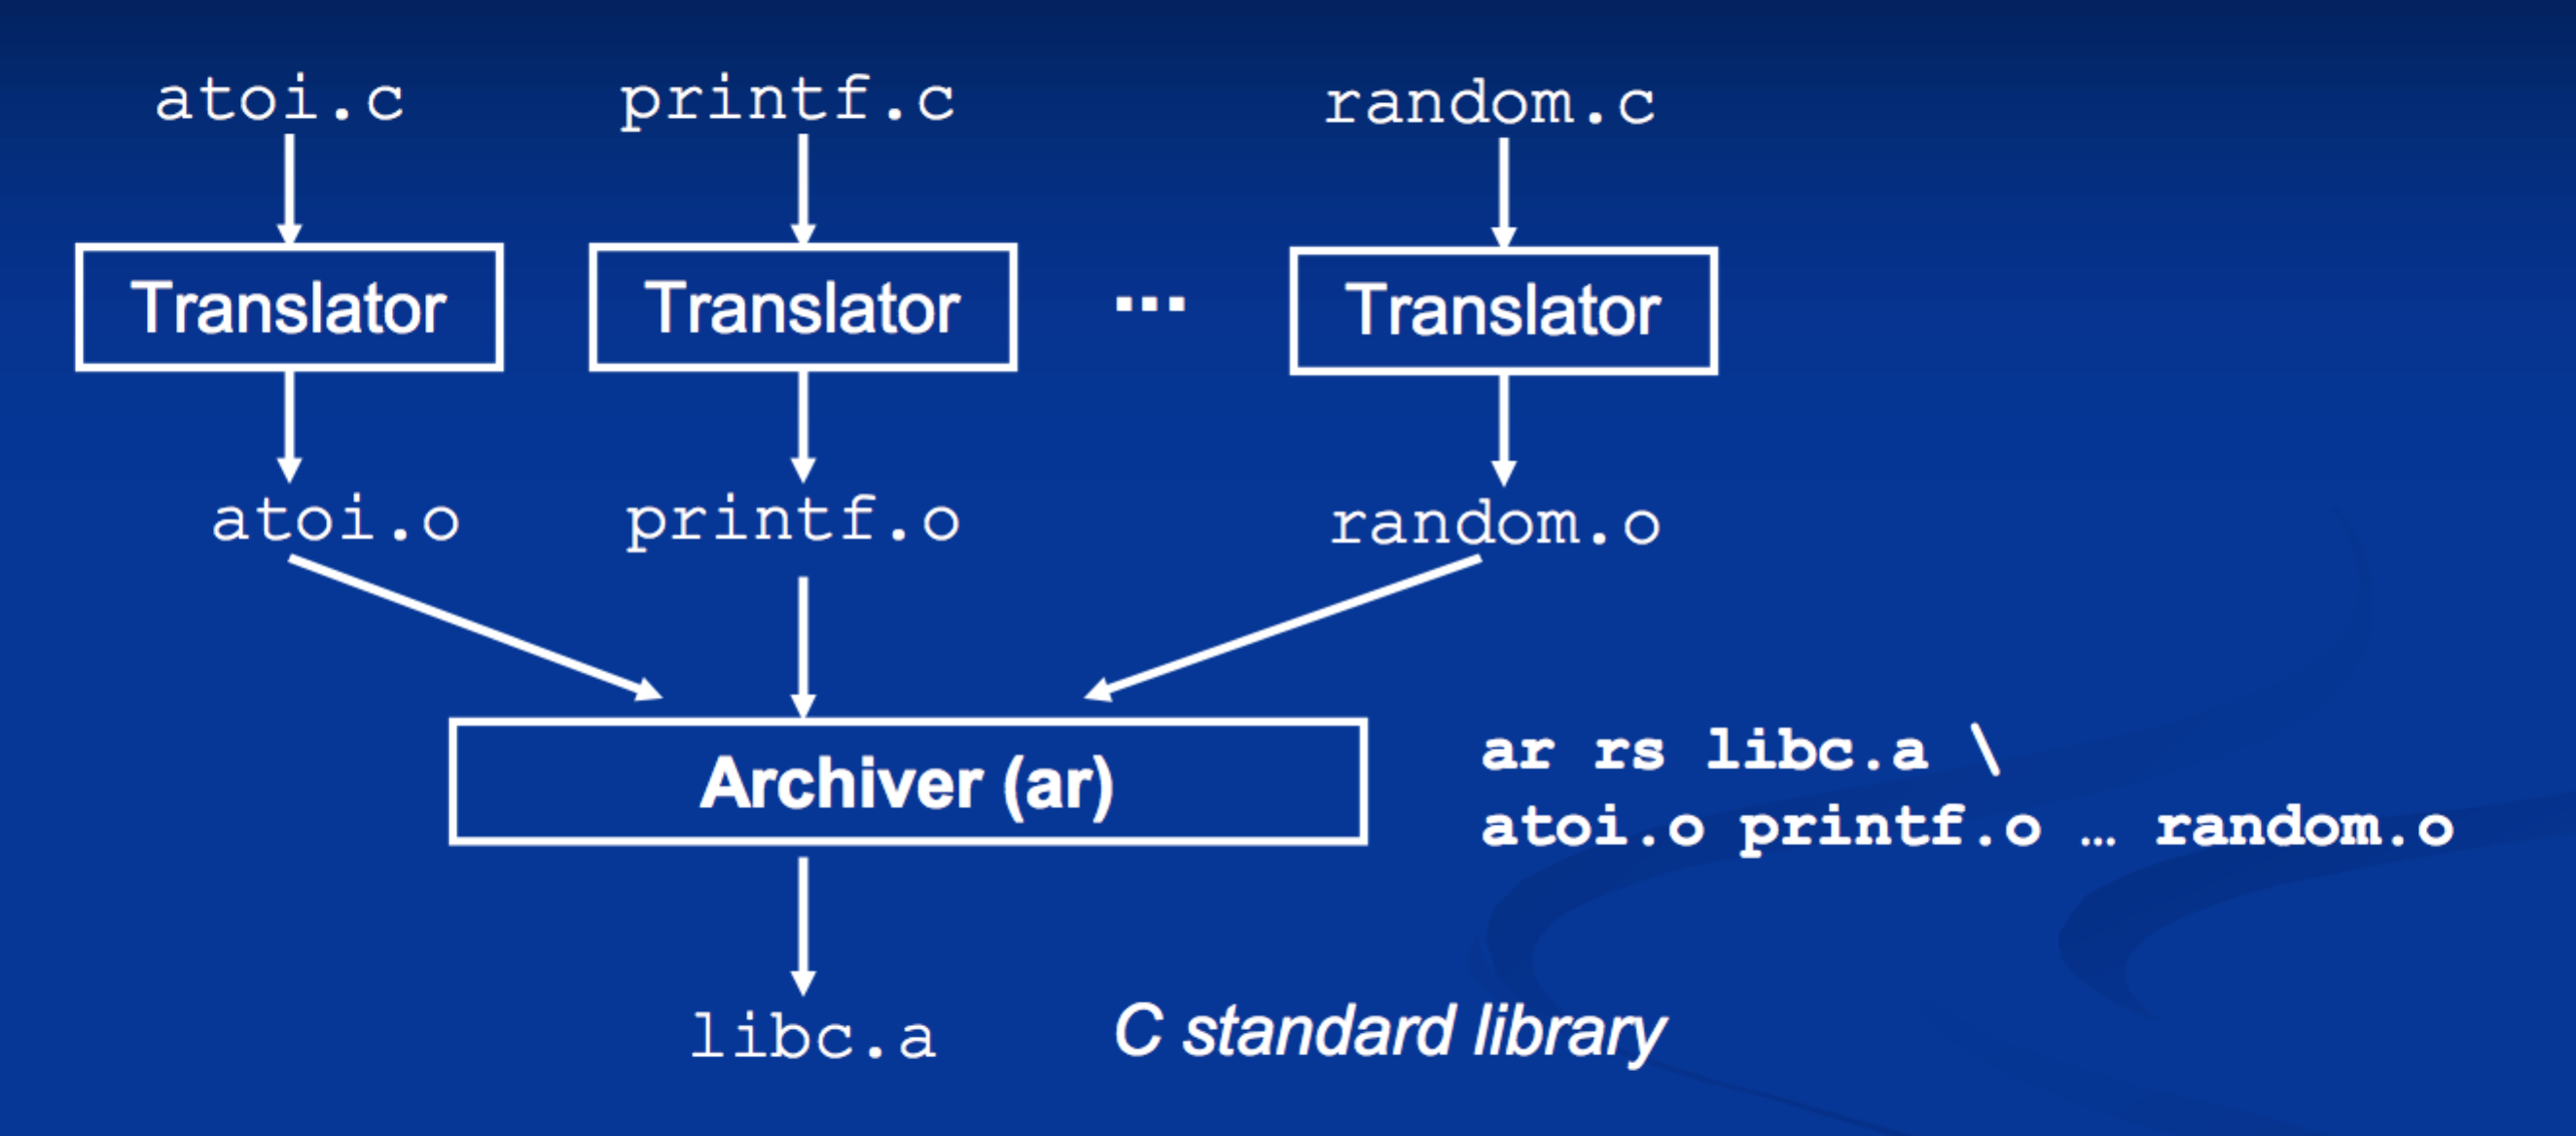 atoi.c printf.c random.c
Translator Translator ... Translator
atoi.o printf.o random.o
Archiver (ar)
ar rs libc.a \
atoi.o printf.o … random.o
libc.a C standard library